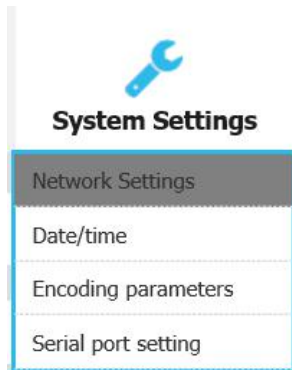 System Settings
Network Settings
Date/time
Encoding parameters
Serial port setting